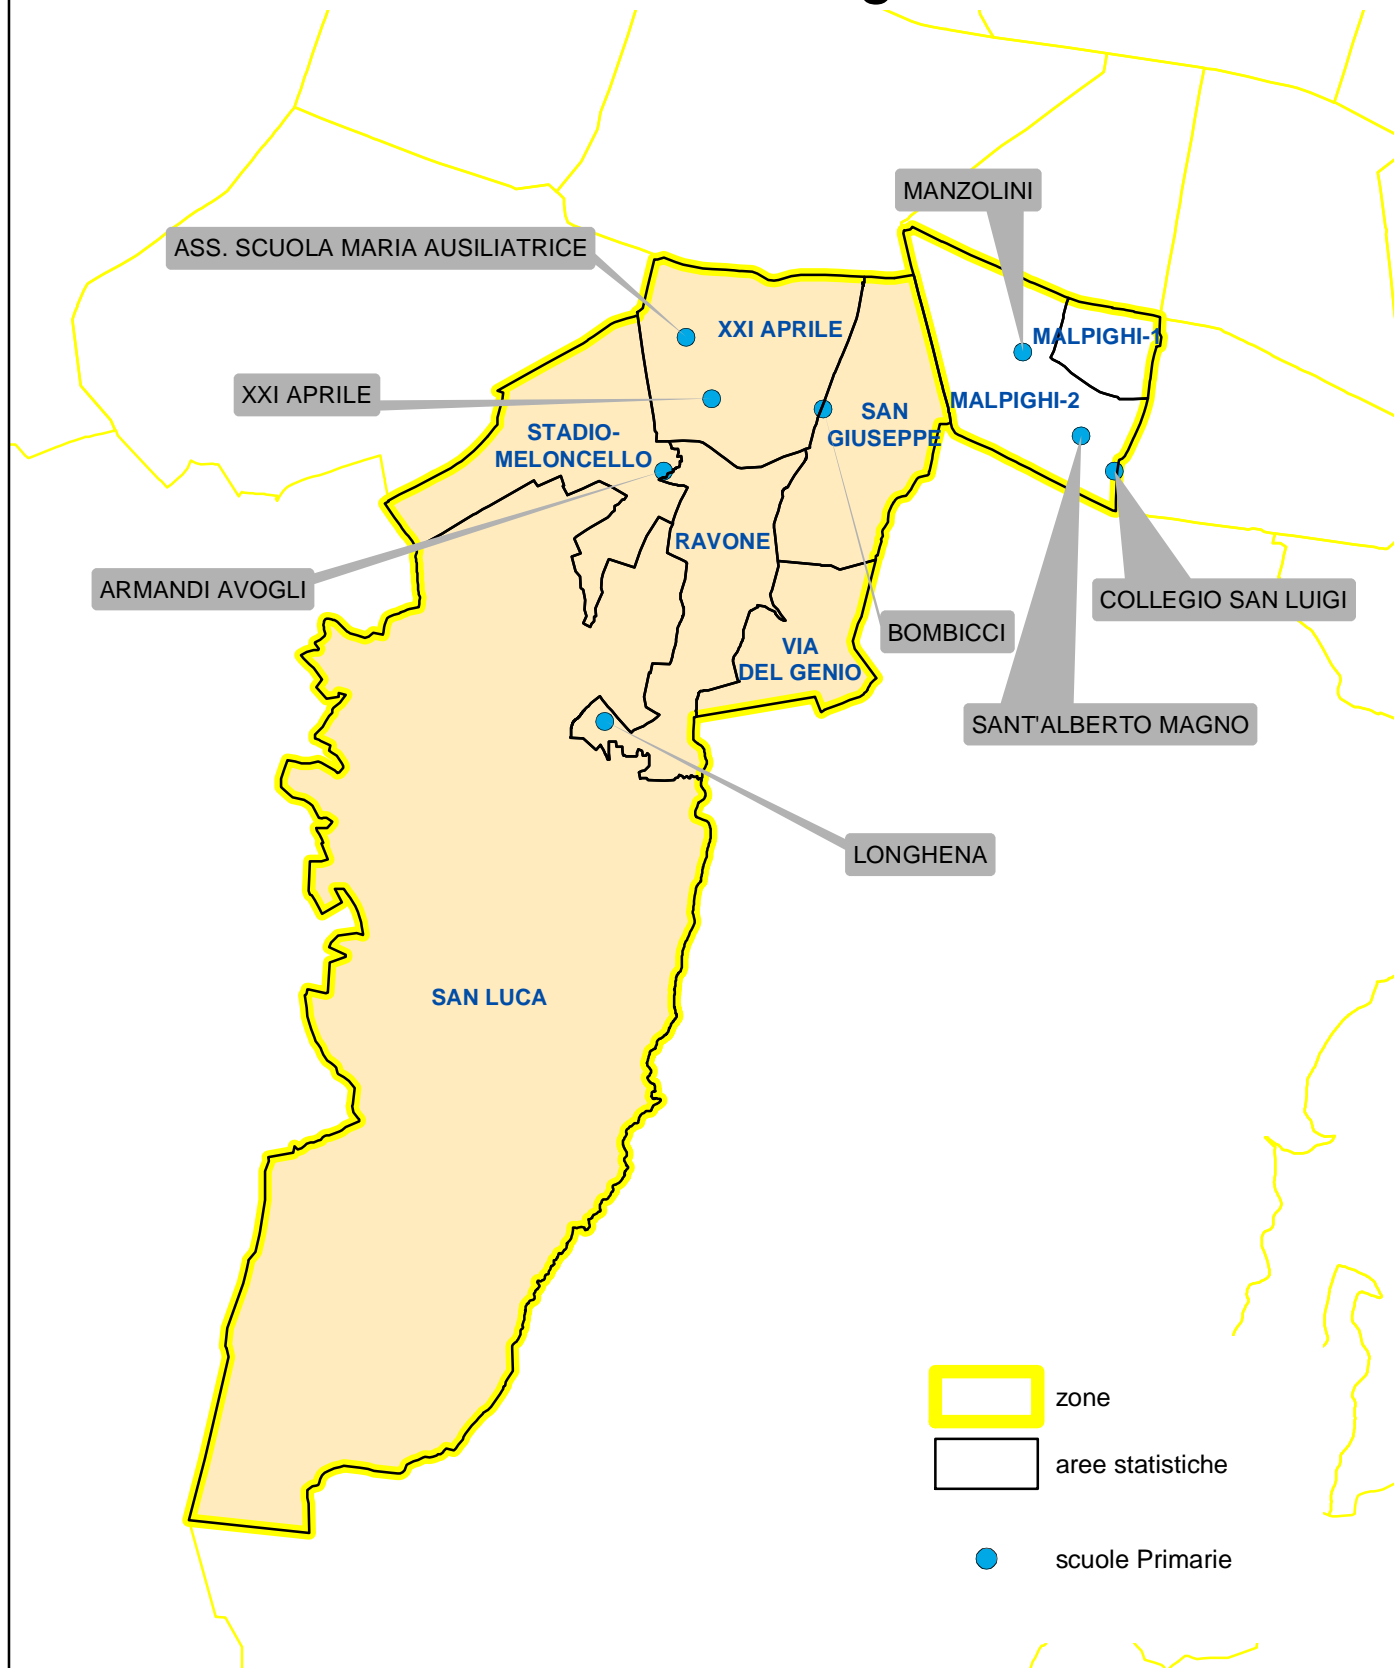 MANZOLINI
ASS. SCUOLA MARIA AUSILIATRICE
XXI APRILE
MALPIGHI-1
XXI APRILE
MALPIGHI-2
SAN
GIUSEPPE
STADIO-
MELONCELLO
RAVONE
ARMANDI AVOGLI
COLLEGIO SAN LUIGI
BOMBICCI
VIA
DEL GENIO
SANT'ALBERTO MAGNO
LONGHENA
SAN LUCA
zone
aree statistiche
scuole Primarie